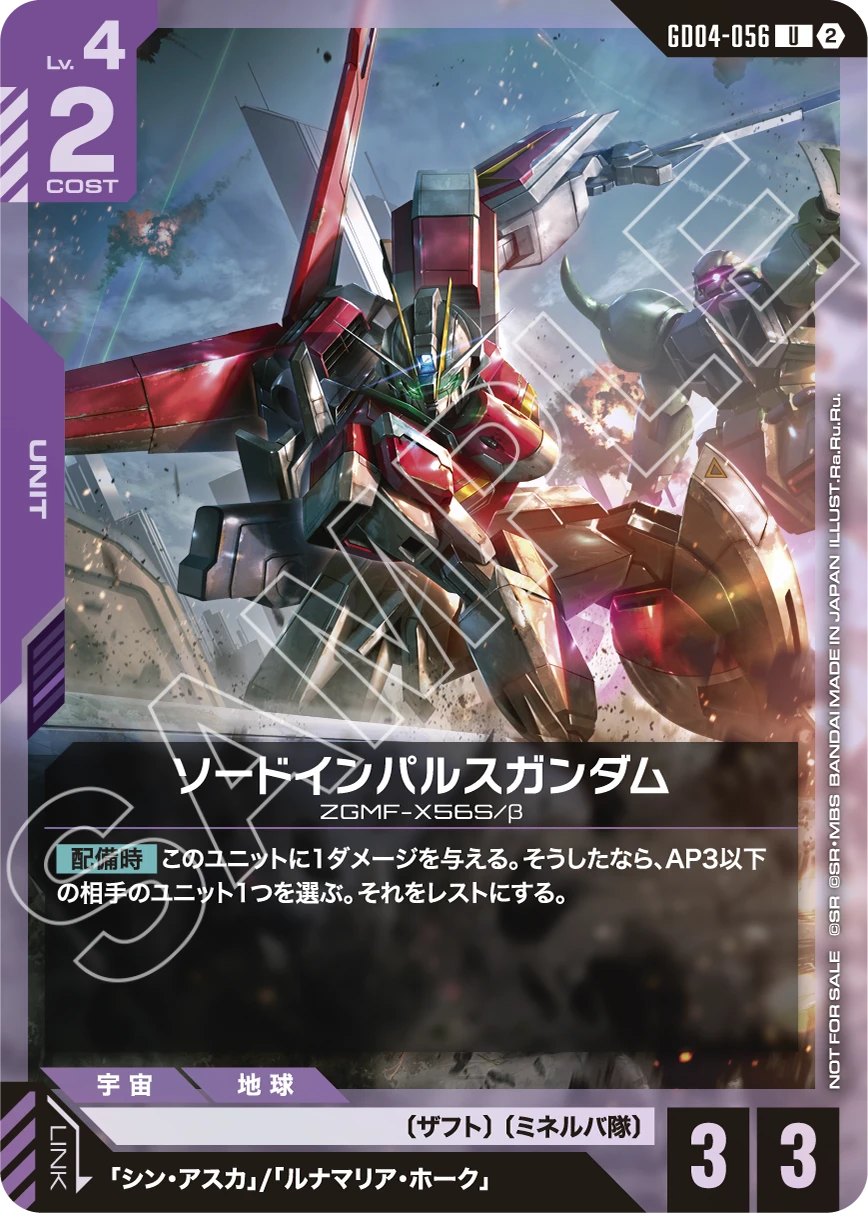 Lv. 4
2
COST
GD04-056 U 2
UNIT
SAMPLE
ソードインパルスガンダム
ZGMF-X56S/β
配備時 このユニットに1ダメージを与える。そうしたなら、AP3以下
の相手のユニット1つを選ぶ。それをレストにする。
宇宙 地球
〔ザフト〕〔ミネルバ隊〕
LINK
「シン・アスカ」/「ルナマリア・ホーク」
3 3
NOT FOR SALE ©SR ©SR・MBS BANDAI MADE IN JAPAN ILLUST.Ra.Ru.Ru.